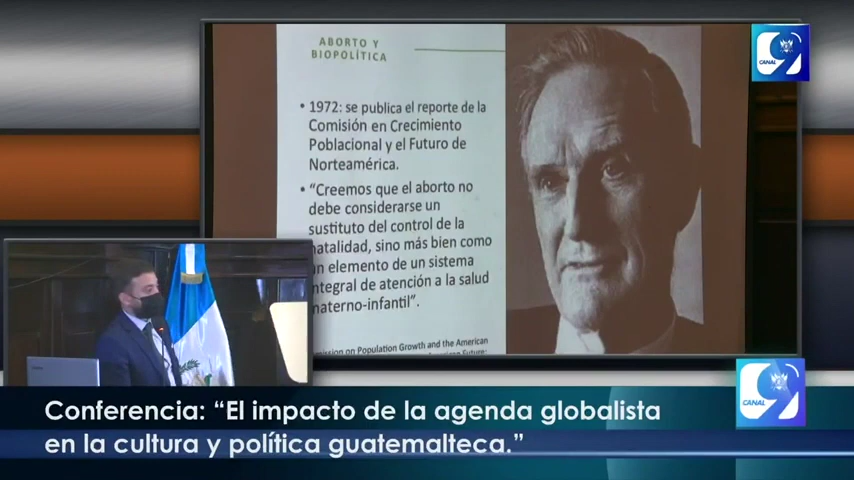 ABORTO Y
BIOPOLÍTICA
• 1972: se publica el reporte de la
Comisión en Crecimiento
Poblacional y el Futuro de
Norteamérica.
• "Creemos que el aborto no
debe considerarse un
sustituto del control de la
natalidad, sino más bien como
un elemento de un sistema
integral de atención a la salud
materno-infantil".
mission on Population Growth and the American
CANAL 9
CANAL 9
Conferencia: "El impacto de la agenda globalista
en la cultura y política guatemalteca."